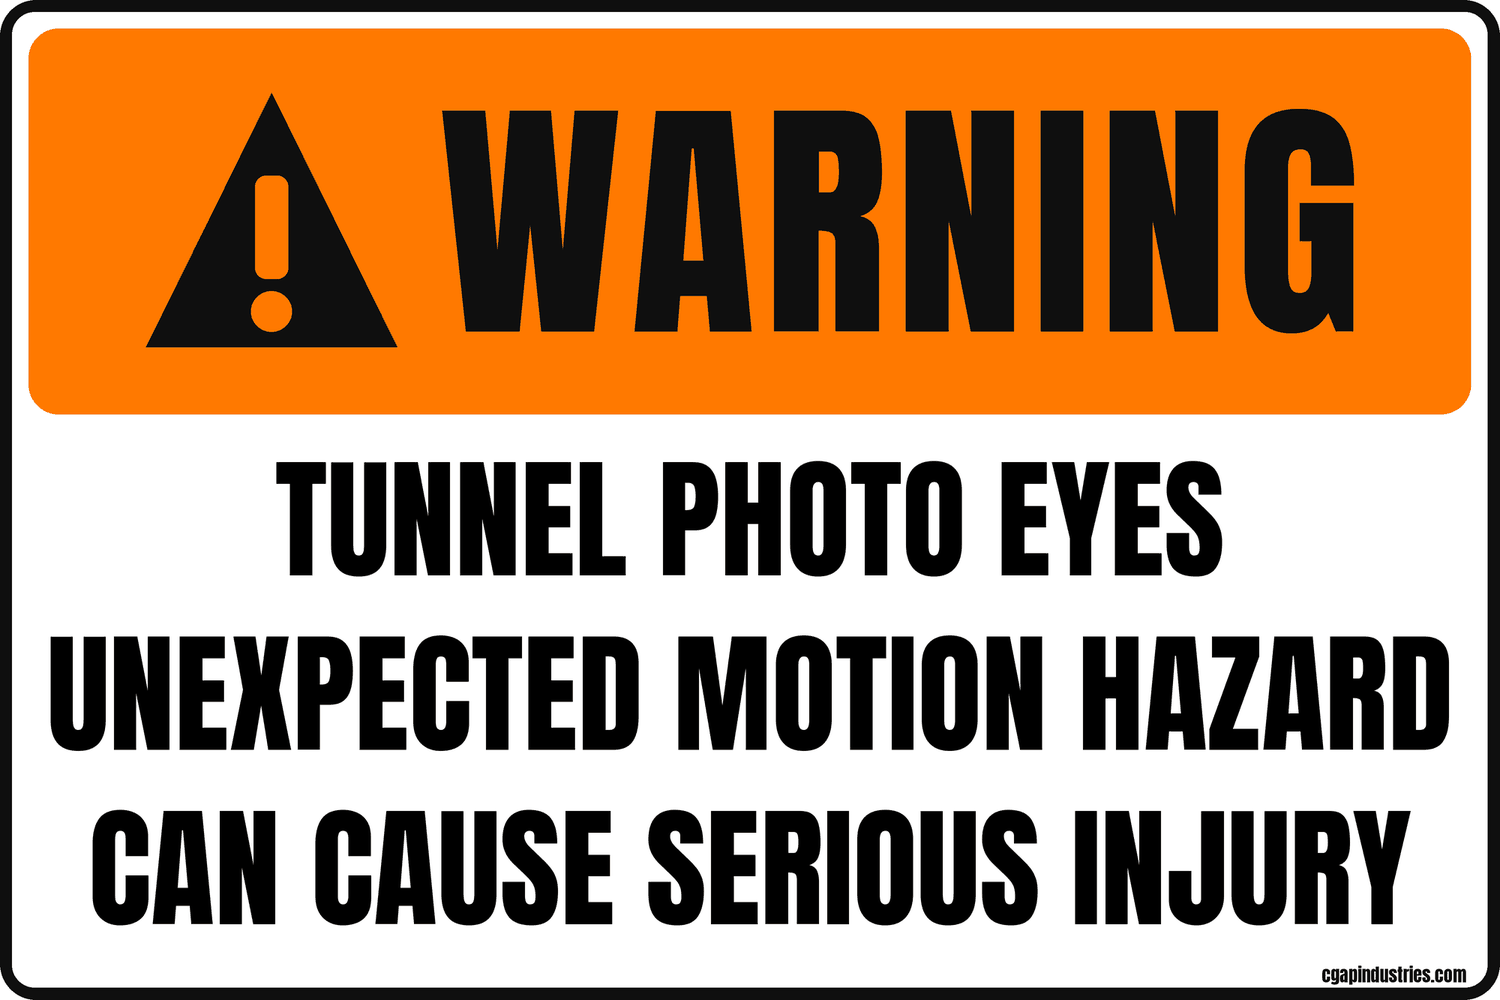 WARNING
TUNNEL PHOTO EYES
UNEXPECTED MOTION HAZARD
CAN CAUSE SERIOUS INJURY
cgapindustries.com